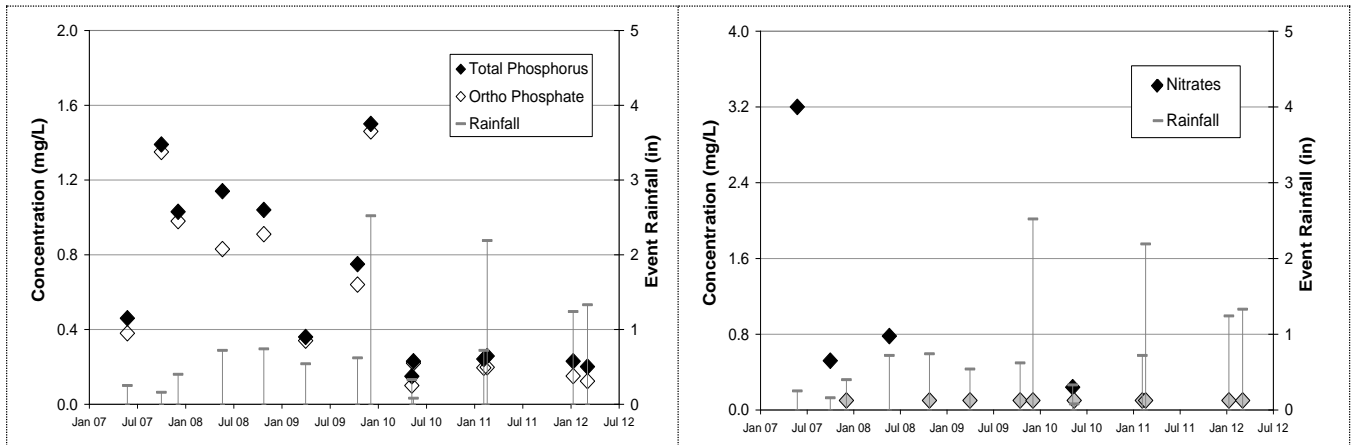 2.0
1.6
1.2
0.8
0.4
0.0
Concentration (mg/L)
5
4
3
2
1
0
Event Rainfall (in)
Total Phosphorus
Ortho Phosphate
Rainfall
Jan 07 Jul 07 Jan 08 Jul 08 Jan 09 Jul 09 Jan 10 Jul 10 Jan 11 Jul 11 Jan 12 Jul 12
4.0
3.2
2.4
1.6
0.8
0.0
Concentration (mg/L)
5
4
3
2
1
0
Event Rainfall (in)
Nitrates
Rainfall
Jan 07 Jul 07 Jan 08 Jul 08 Jan 09 Jul 09 Jan 10 Jul 10 Jan 11 Jul 11 Jan 12 Jul 12